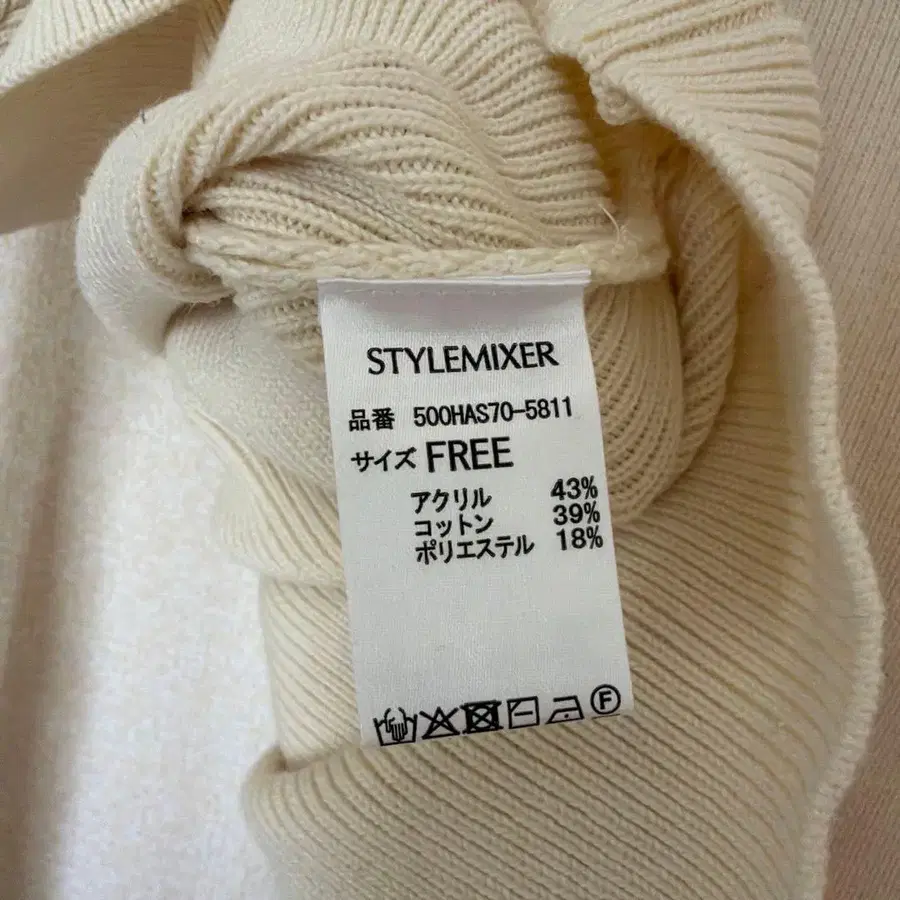 STYLEMIXER
品番 500HAS70-5811
サイズ FREE
アクリル 43%
コットン 39%
ポリエステル 18%
F